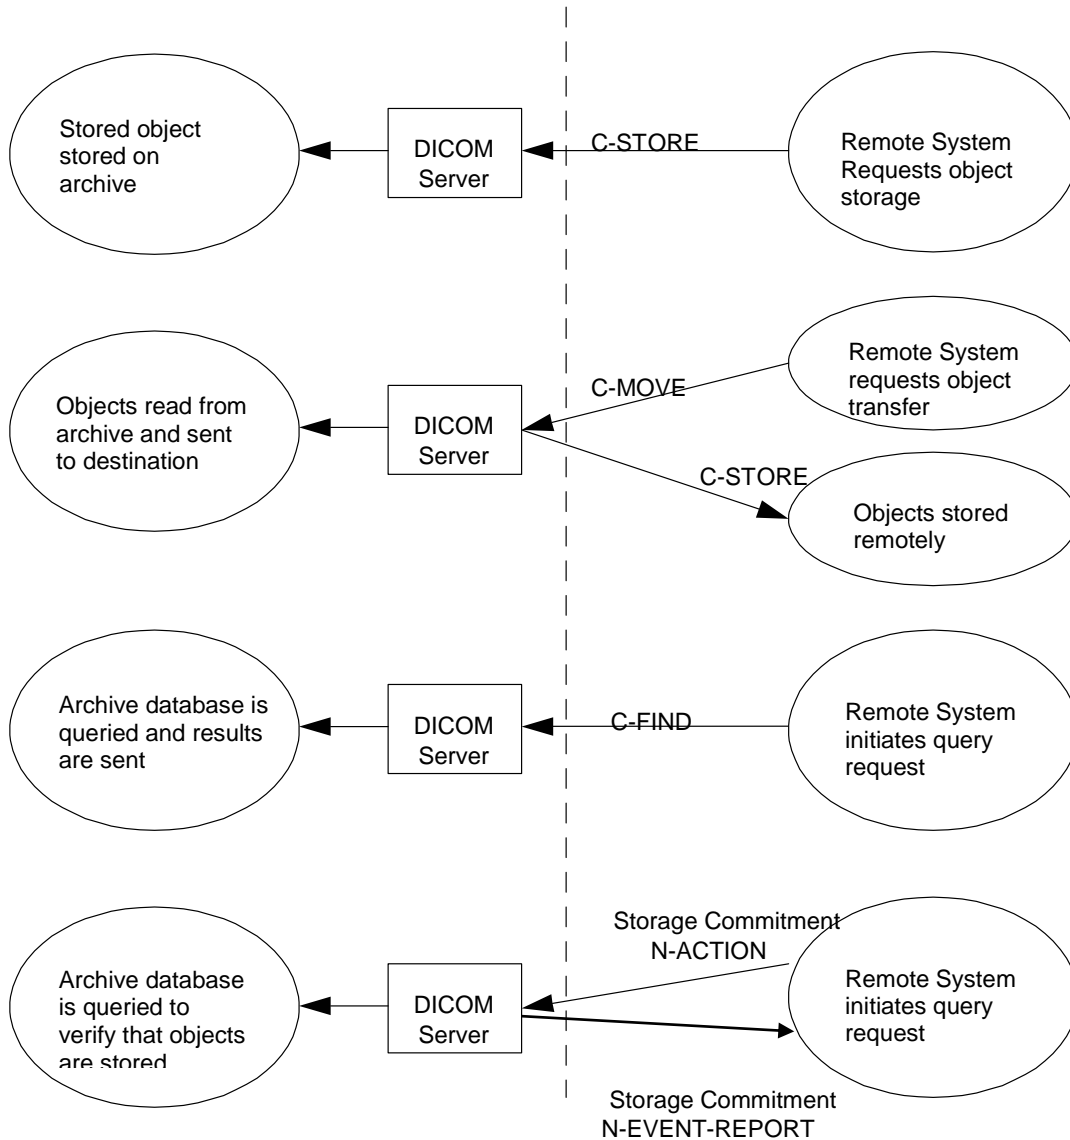 Stored object
stored on
archive
DICOM
Server
C-STORE
Remote System
Requests object
storage
Objects read from
archive and sent
to destination
DICOM
Server
C-MOVE
Remote System
requests object
transfer
C-STORE
Objects stored
remotely
Archive database is
queried and results
are sent
DICOM
Server
C-FIND
Remote System
initiates query
request
Archive database
is queried to
verify that objects
are stored
DICOM
Server
Storage Commitment
N-ACTION
Remote System
initiates query
request
Storage Commitment
N-EVENT-REPORT